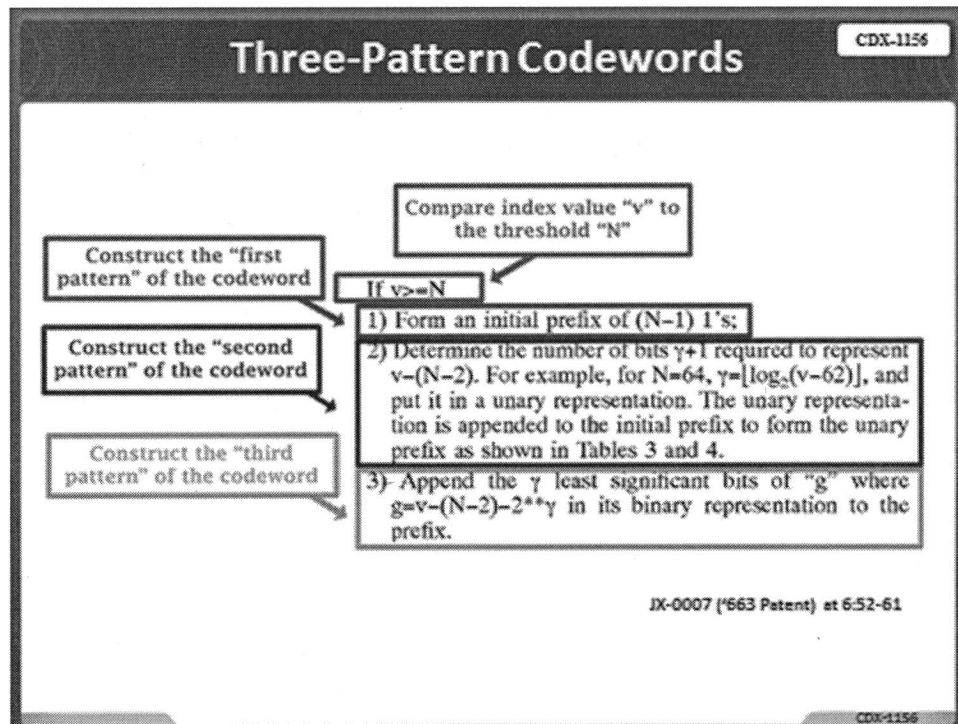 Three-Pattern Codewords
CDX-1156
Compare index value "v" to
the threshold "N"
Construct the "first
pattern" of the codeword
If v>=N
1) Form an initial prefix of (N−1) 1's;
Construct the "second
pattern" of the codeword
2) Determine the number of bits γ+1 required to represent
v−(N−2). For example, for N=64, γ=⌊log₂(v−62)⌋, and
put it in a unary representation. The unary representa-
tion is appended to the initial prefix to form the unary
prefix as shown in Tables 3 and 4.
Construct the "third
pattern" of the codeword
3) Append the γ least significant bits of "g" where
g=v−(N−2)−2**γ in its binary representation to the
prefix.
JX-0007 ('663 Patent) at 6:52-61
CDX-1156